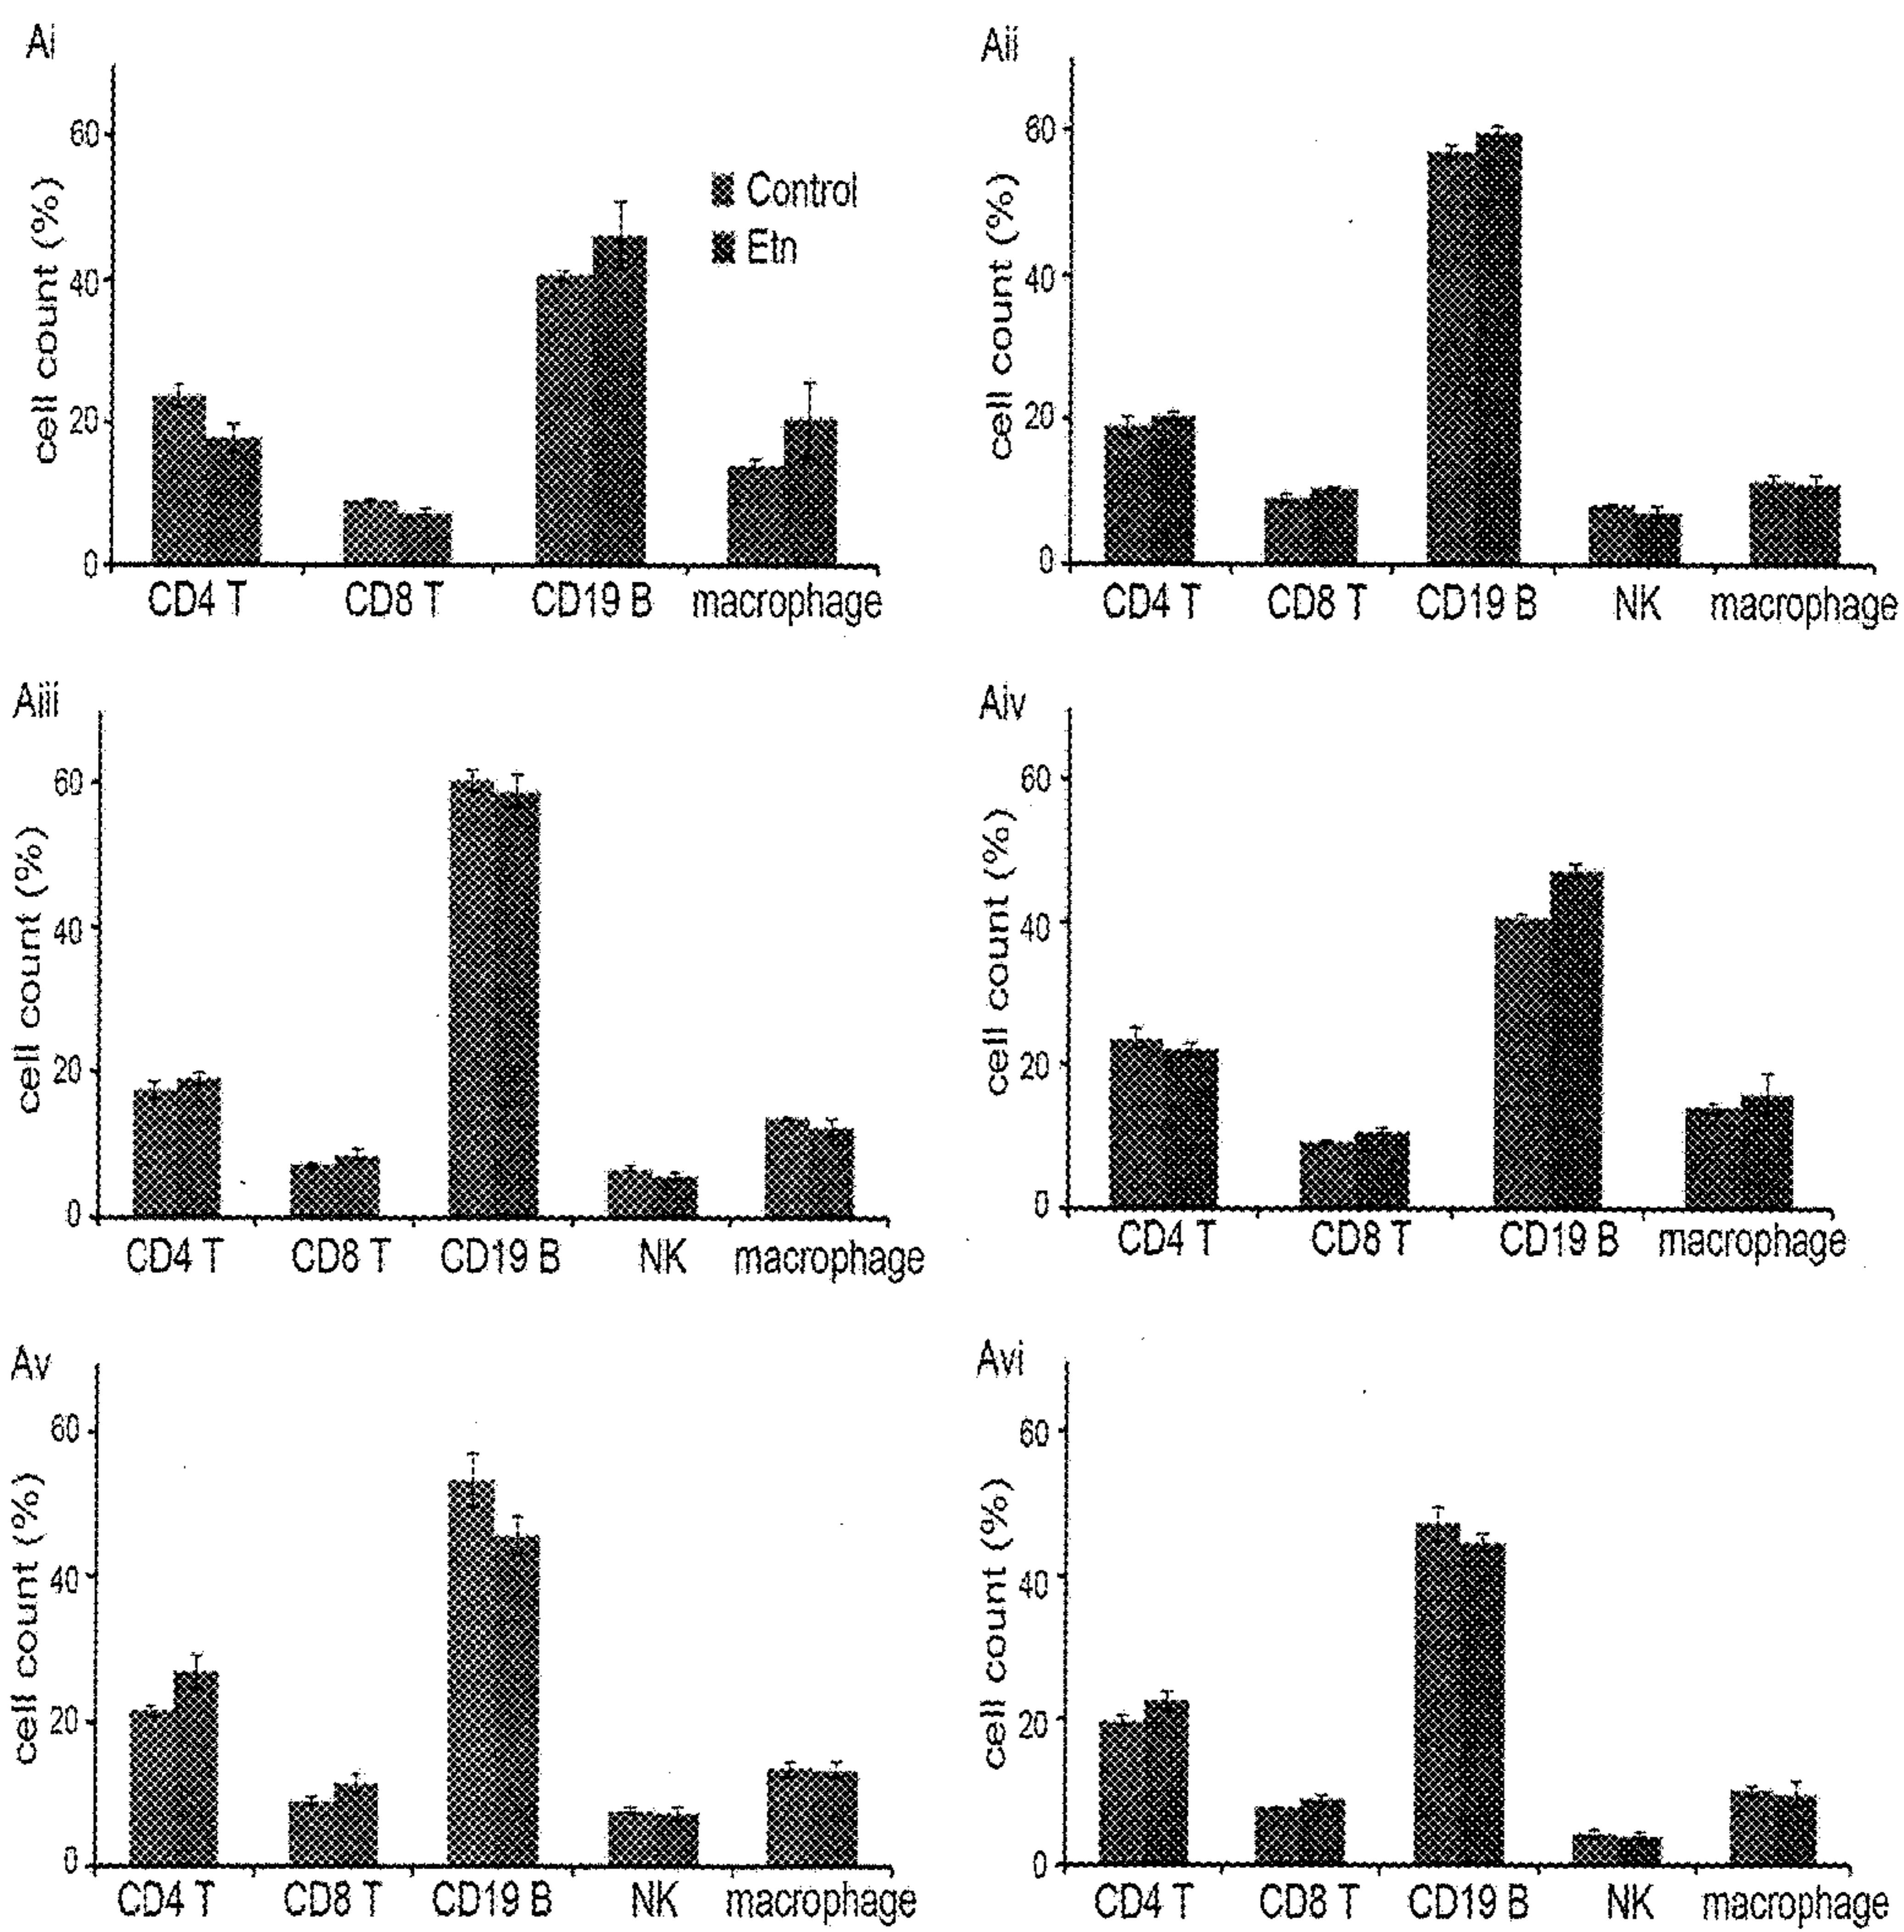 Ai
60
40
20
0
cell count (%)
Control
Etn
CD4 T CD8 T CD19 B macrophage
Aii
60
40
20
0
cell count (%)
CD4 T CD8 T CD19 B NK macrophage
Aiii
60
40
20
0
cell count (%)
CD4 T CD8 T CD19 B NK macrophage
Aiv
60
40
20
0
cell count (%)
CD4 T CD8 T CD19 B macrophage
Av
60
40
20
0
cell count (%)
CD4 T CD8 T CD19 B NK macrophage
Avi
60
40
20
0
cell count (%)
CD4 T CD8 T CD19 B NK macrophage